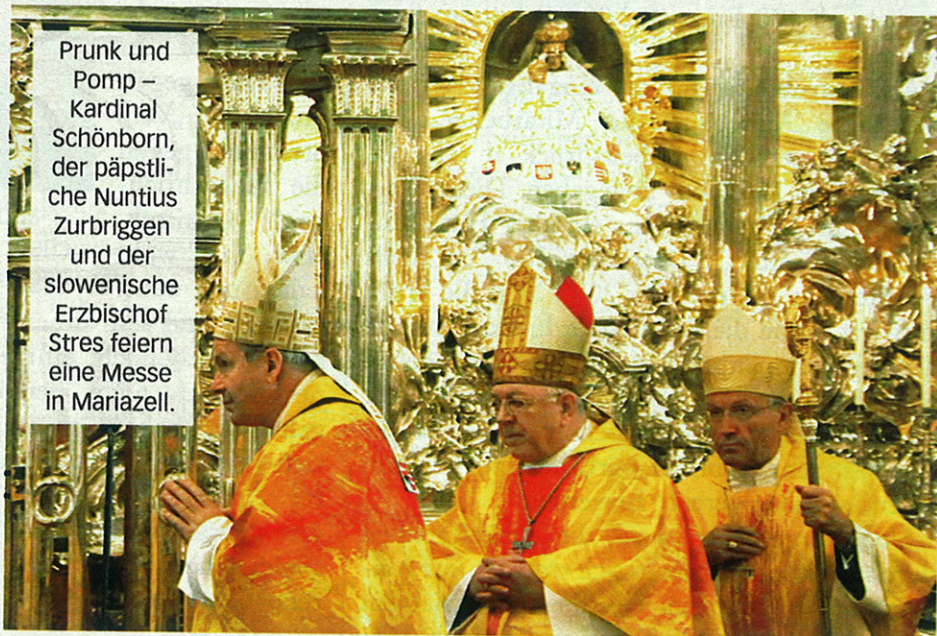 Prunk und
Pomp –
Kardinal
Schönborn,
der päpstli-
che Nuntius
Zurbriggen
und der
slowenische
Erzbischof
Stres feiern
eine Messe
in Mariazell.